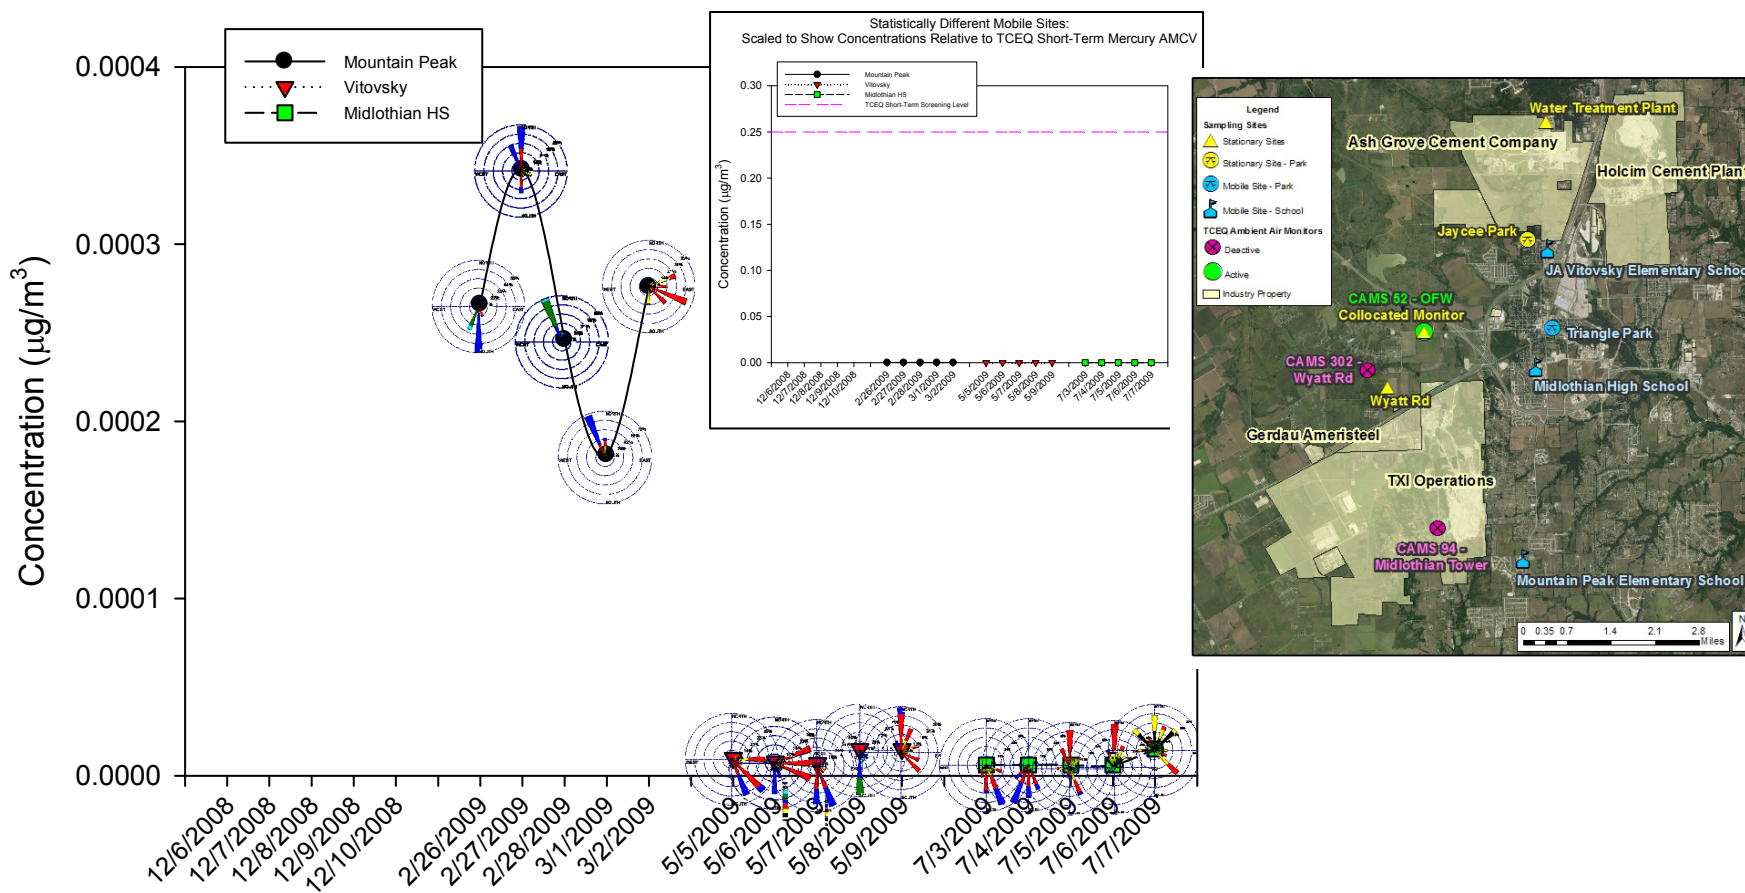 Mountain Peak
Vitovsky
Midlothian HS
Concentration (µg/m³)
0.0004
0.0003
0.0002
0.0001
0.0000
12/6/2008
12/7/2008
12/8/2008
12/9/2008
12/10/2008
2/26/2009
2/27/2009
2/28/2009
3/1/2009
3/2/2009
5/5/2009
5/6/2009
5/7/2009
5/8/2009
5/9/2009
7/3/2009
7/4/2009
7/5/2009
7/6/2009
7/7/2009
NORTH
WEST
EAST
SOUTH
Statistically Different Mobile Sites:
Scaled to Show Concentrations Relative to TCEQ Short-Term Mercury AMCV
Mountain Peak
Vitovsky
Midlothian HS
TCEQ Short-Term Screening Level
Concentration (µg/m³)
0.30
0.25
0.20
0.15
0.10
0.05
0.00
12/6/2008
12/7/2008
12/8/2008
12/9/2008
12/10/2008
2/26/2009
2/27/2009
2/28/2009
3/1/2009
3/2/2009
5/5/2009
5/6/2009
5/7/2009
5/8/2009
5/9/2009
7/3/2009
7/4/2009
7/5/2009
7/6/2009
7/7/2009
Legend
Sampling Sites
Stationary Sites
Stationary Site - Park
Mobile Site - Park
Mobile Site - School
TCEQ Ambient Air Monitors
Deactive
Active
Industry Property
Water Treatment Plant
Ash Grove Cement Company
Holcim Cement Plant
Jaycee Park
JA Vitovsky Elementary School
CAMS 52 - OFW
Collocated Monitor
Triangle Park
CAMS 302 -
Wyatt Rd
Midlothian High School
Wyatt Rd
Gerdau Ameristeel
TXI Operations
CAMS 94 -
Midlothian Tower
Mountain Peak Elementary School
0 0.35 0.7 1.4 2.1 2.8
Miles
N